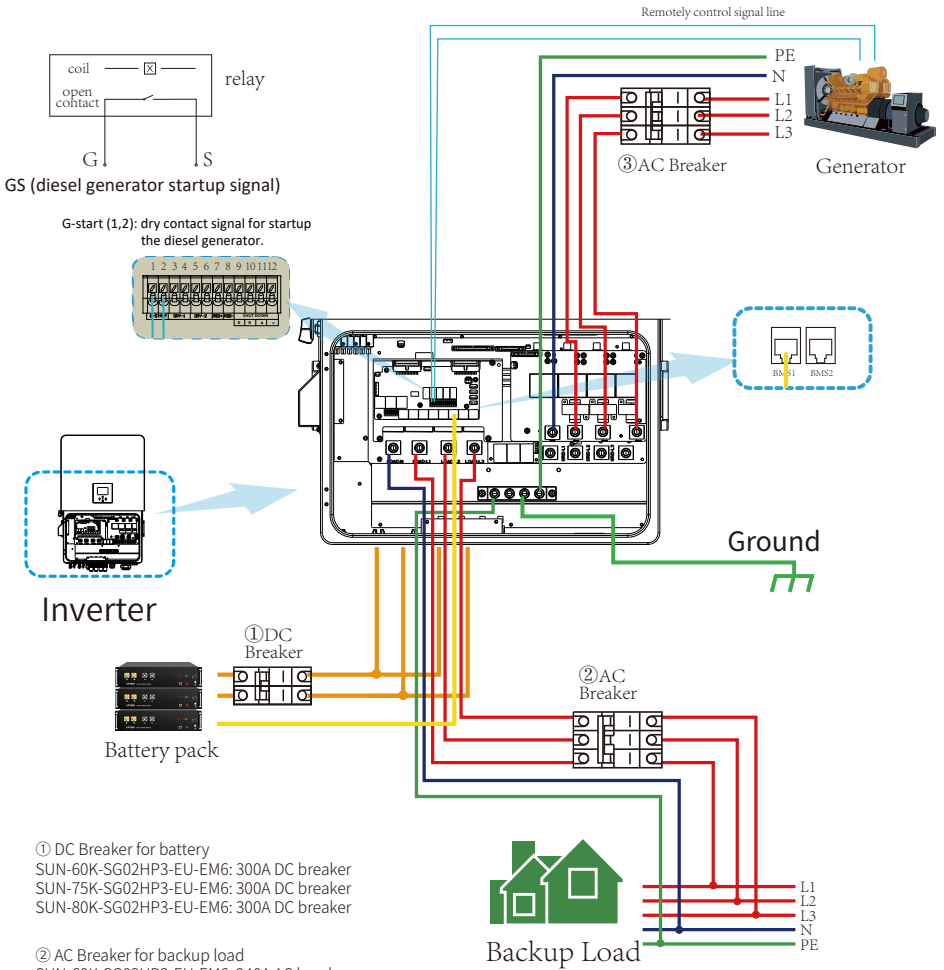 Remotely control signal line
PE
N
L1
L2
L3
③AC Breaker
Generator
coil
open
contact
relay
G
S
GS (diesel generator startup signal)
G-start (1,2): dry contact signal for startup
the diesel generator.
1 2 3 4 5 6 7 8 9 10 11 12
BMS1 BMS2
Inverter
Ground
①DC
Breaker
Battery pack
②AC
Breaker
① DC Breaker for battery
SUN-60K-SG02HP3-EU-EM6: 300A DC breaker
SUN-75K-SG02HP3-EU-EM6: 300A DC breaker
SUN-80K-SG02HP3-EU-EM6: 300A DC breaker
② AC Breaker for backup load
Backup Load
L1
L2
L3
N
PE